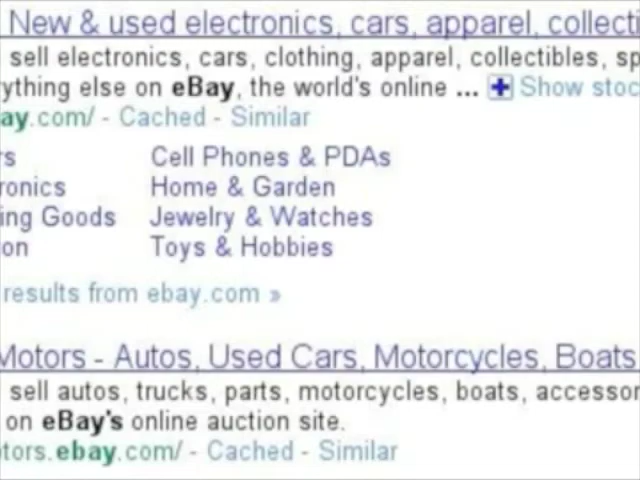 New & used electronics, cars, apparel, collecti
sell electronics, cars, clothing, apparel, collectibles, sp
ything else on eBay, the world's online ... Show stoc
ay.com/ - Cached - Similar
rs Cell Phones & PDAs
ronics Home & Garden
ing Goods Jewelry & Watches
on Toys & Hobbies
results from ebay.com »
Motors - Autos, Used Cars, Motorcycles, Boats
sell autos, trucks, parts, motorcycles, boats, accessor
on eBay's online auction site.
tors.ebay.com/ - Cached - Similar